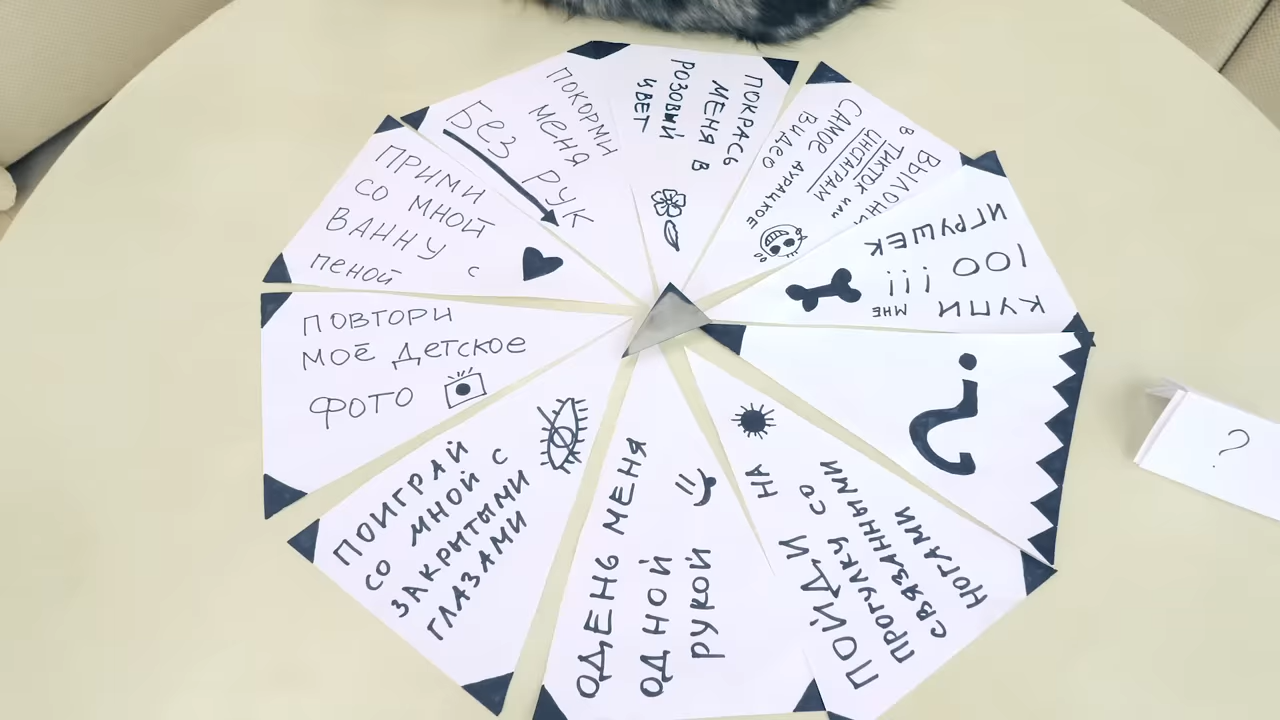 ПОКРАСЬ
МЕНЯ В
РОЗОВЫЙ
ЦВЕТ
ВЫЛОЖИ
В ТИКТОК ИЛИ
ИНСТАГРАМ
САМОЕ ДУРАЦКОЕ
ВИДЕО
КУПИ МНЕ
100 !!!
ИГРУШЕК
?
ПОЙДИ НА
ПРОГУЛКУ СО
СВЯЗАННЫМИ
НОГАМИ
ОДЕНЬ МЕНЯ
ОДНОЙ
РУКОЙ
ПОИГРАЙ
СО МНОЙ С
ЗАКРЫТЫМИ
ГЛАЗАМИ
ПОВТОРИ
МОЁ ДЕТСКОЕ
ФОТО
ПРИМИ
СО МНОЙ
ВАННУ С
ПЕНОЙ
ПОКОРМИ
МЕНЯ
БЕЗ РУК
?